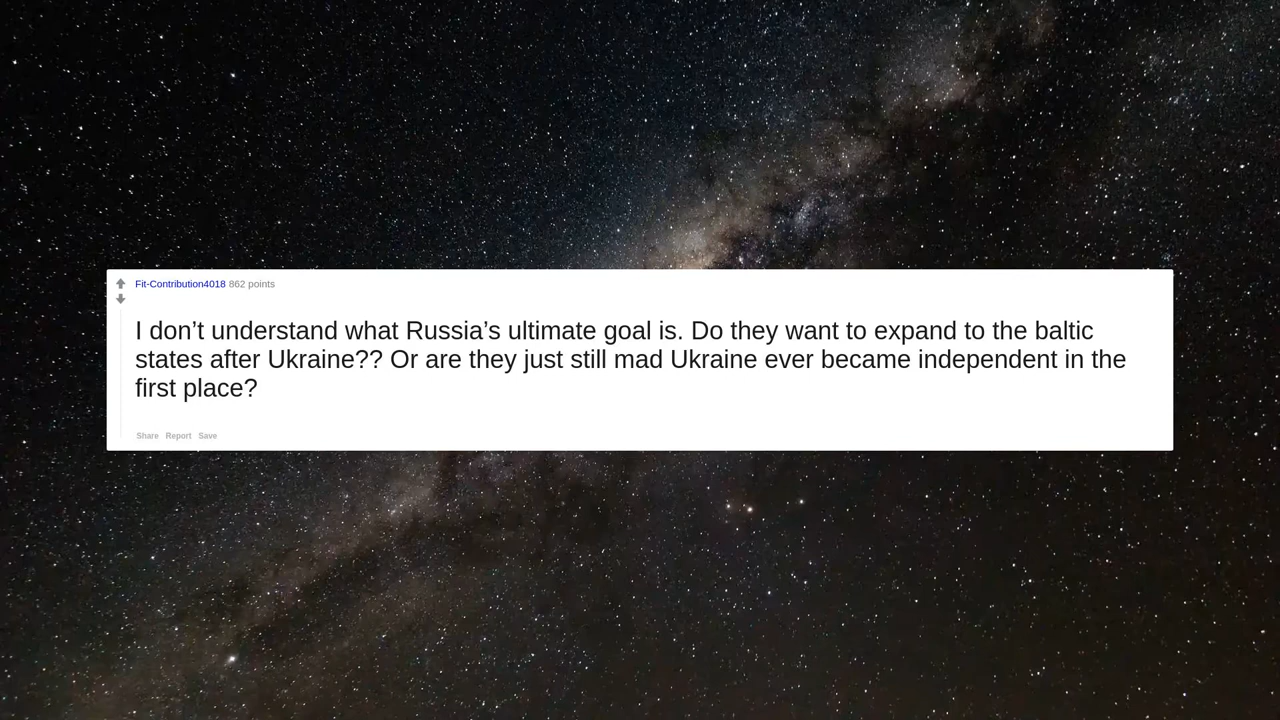 Fit-Contribution4018 862 points
I don’t understand what Russia’s ultimate goal is. Do they want to expand to the baltic
states after Ukraine?? Or are they just still mad Ukraine ever became independent in the
first place?
Share Report Save